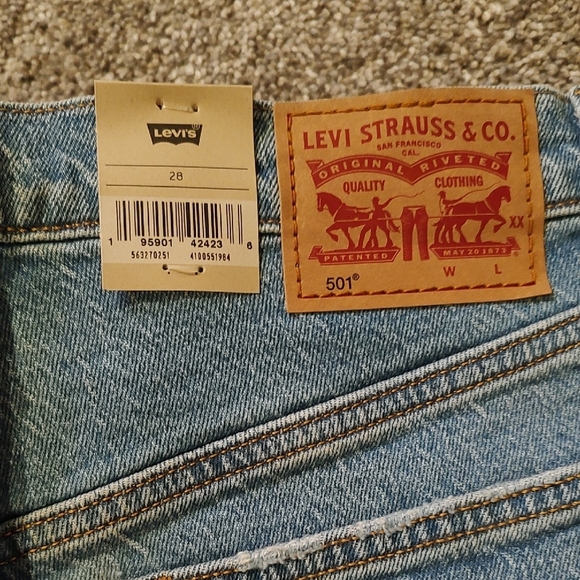 LEVI'S
28
1 95901 42423 6
563270251 4100551984
LEVI STRAUSS & CO.
SAN FRANCISCO
CAL.
ORIGINAL RIVETED
QUALITY CLOTHING
XX
PATENTED MAY 20 1873
501® W L